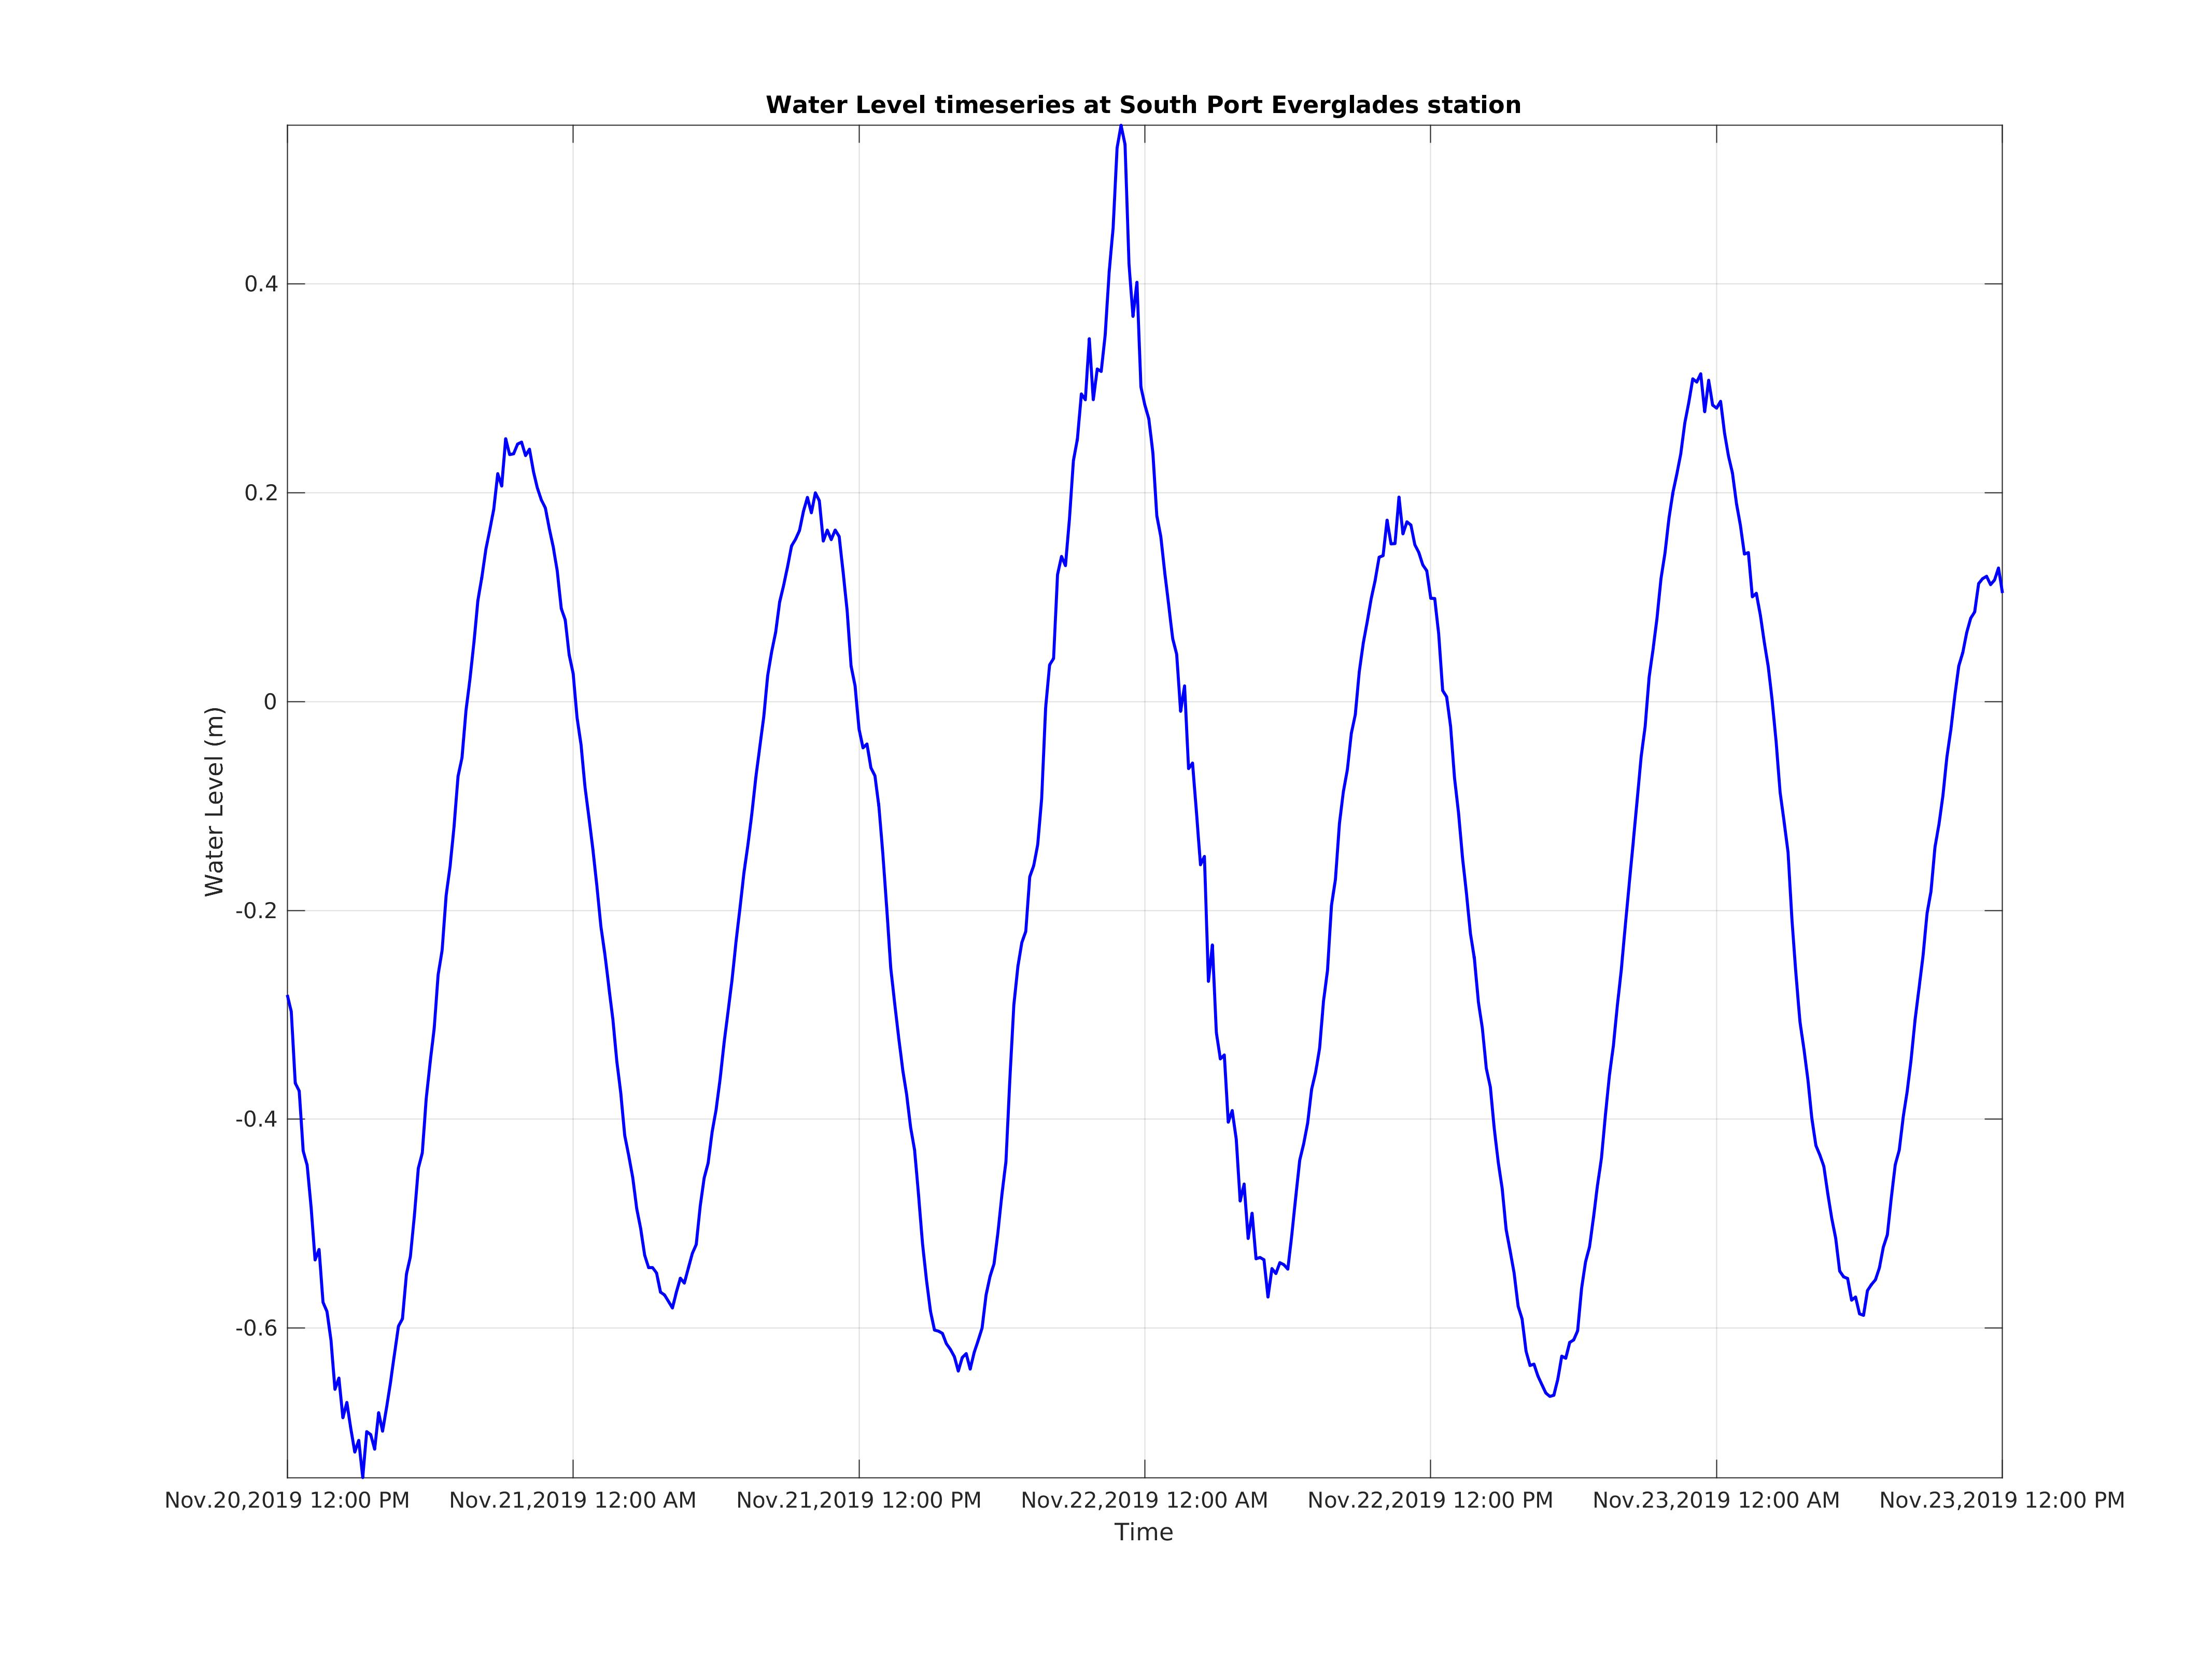 Water Level timeseries at South Port Everglades station
0.4
0.2
0
-0.2
-0.4
-0.6
Water Level (m)
Nov.20,2019 12:00 PM Nov.21,2019 12:00 AM Nov.21,2019 12:00 PM Nov.22,2019 12:00 AM Nov.22,2019 12:00 PM Nov.23,2019 12:00 AM Nov.23,2019 12:00 PM
Time